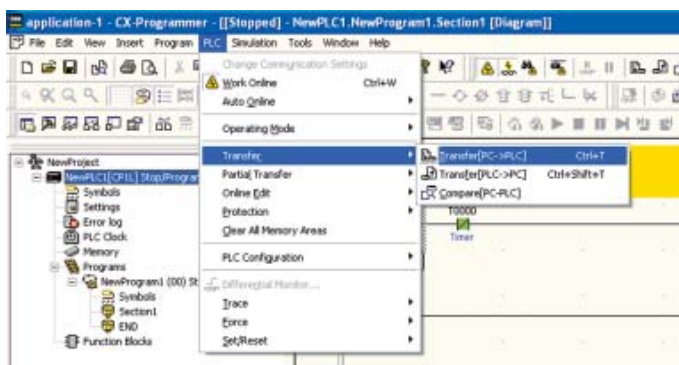 application-1 - CX-Programmer - [[Stopped] - NewPLC1.NewProgram1.Section1 [Diagram]]
File Edit View Insert Program PLC Simulation Tools Window Help
Change Communication Settings
Work Online Ctrl+W
Auto Online
Operating Mode
Transfer
Transfer[PC->PLC] Ctrl+T
Partial Transfer
Transfer[PLC->PC] Ctrl+Shift+T
Online Edit
Compare[PC-PLC]
Protection
Clear All Memory Areas
PLC Configuration
Differential Monitor...
Trace
Force
Set/Reset
NewProject
NewPLC1[CP1L] Stop/Program
Symbols
Settings
Error log
PLC Clock
Memory
Programs
NewProgram1 (00) St
Symbols
Section1
END
Function Blocks
T0000
Timer